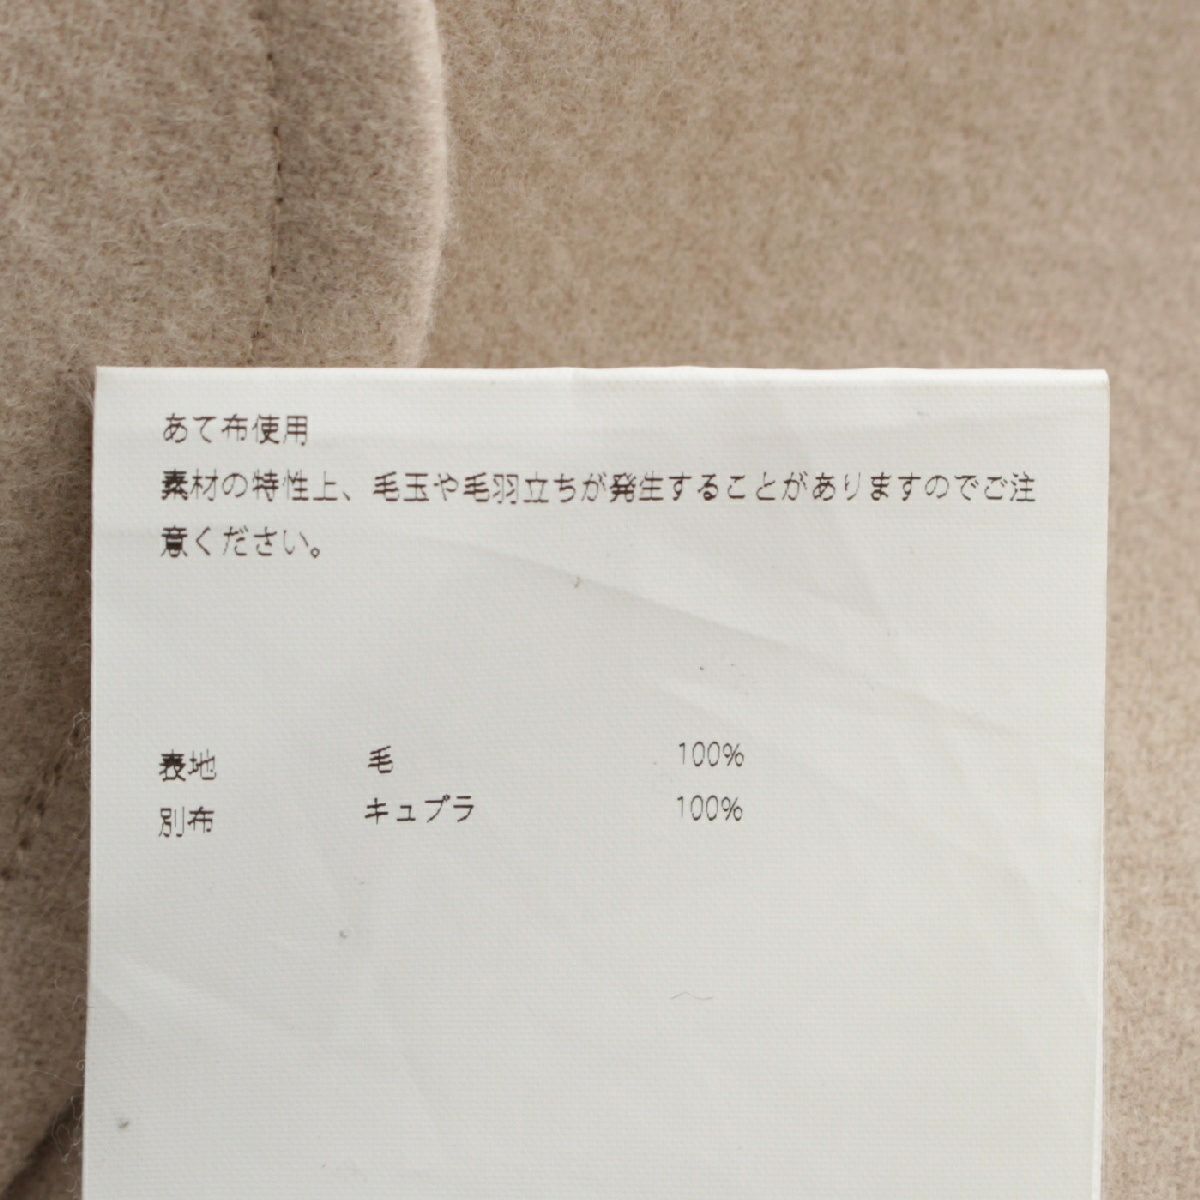 あて布使用
素材の特性上、毛玉や毛羽立ちが発生することがありますのでご注
意ください。
表地 毛 100%
別布 キュプラ 100%